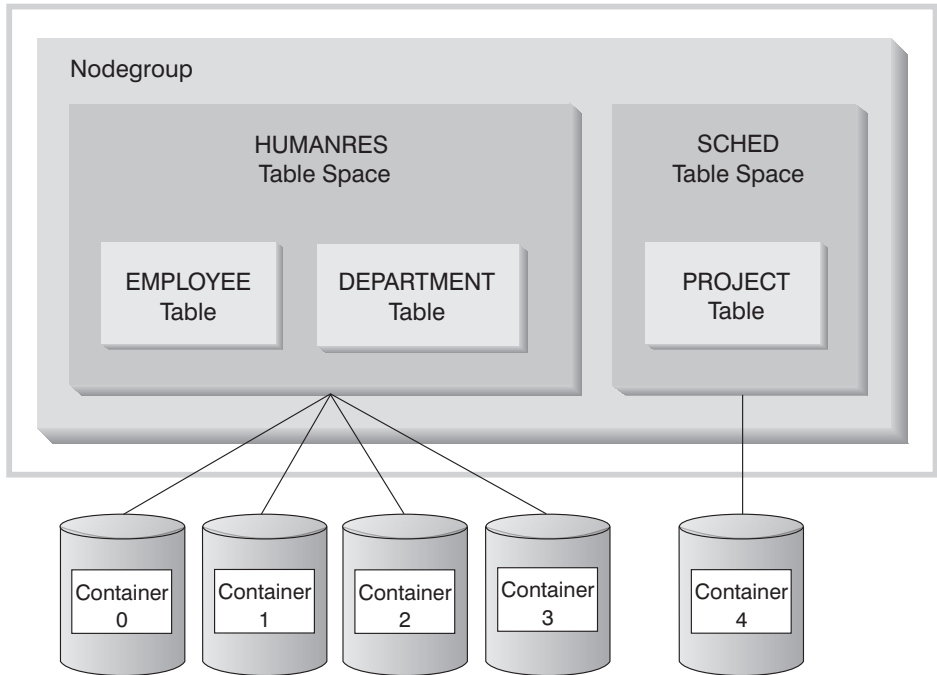 Nodegroup
HUMANRES
Table Space
SCHED
Table Space
EMPLOYEE
Table
DEPARTMENT
Table
PROJECT
Table
Container
0
Container
1
Container
2
Container
3
Container
4